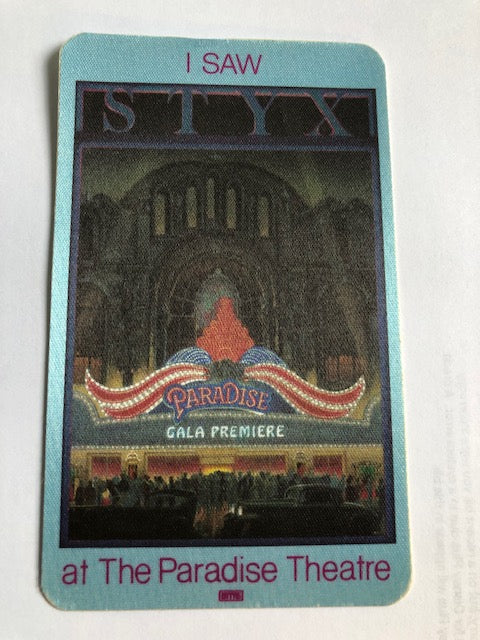 I SAW
STYX
PARADISE
GALA PREMIERE
at The Paradise Theatre